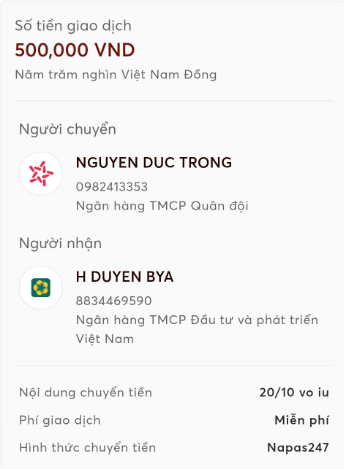 Số tiền giao dịch
500,000 VND
Năm trăm nghìn Việt Nam Đồng
Người chuyển
NGUYEN DUC TRONG
0982413353
Ngân hàng TMCP Quân đội
Người nhận
H DUYEN BYA
8834469590
Ngân hàng TMCP Đầu tư và phát triển
Việt Nam
Nội dung chuyển tiền 20/10 vo iu
Phí giao dịch Miễn phí
Hình thức chuyển tiền Napas247